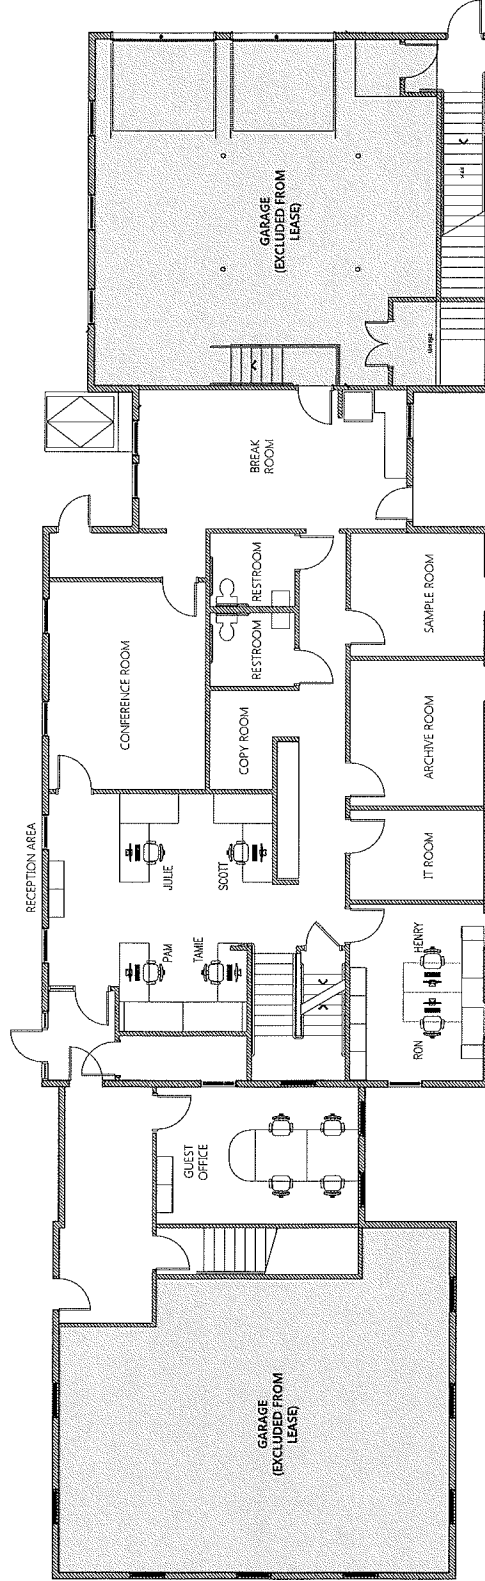 GARAGE
(EXCLUDED FROM
LEASE)
BREAK
ROOM
RESTROOM
RESTROOM
SAMPLE ROOM
CONFERENCE ROOM
COPY ROOM
ARCHIVE ROOM
RECEPTION AREA
JULIE
SCOTT
IT ROOM
PAM
TAMIE
HENRY
RON
GUEST
OFFICE
GARAGE
(EXCLUDED FROM
LEASE)